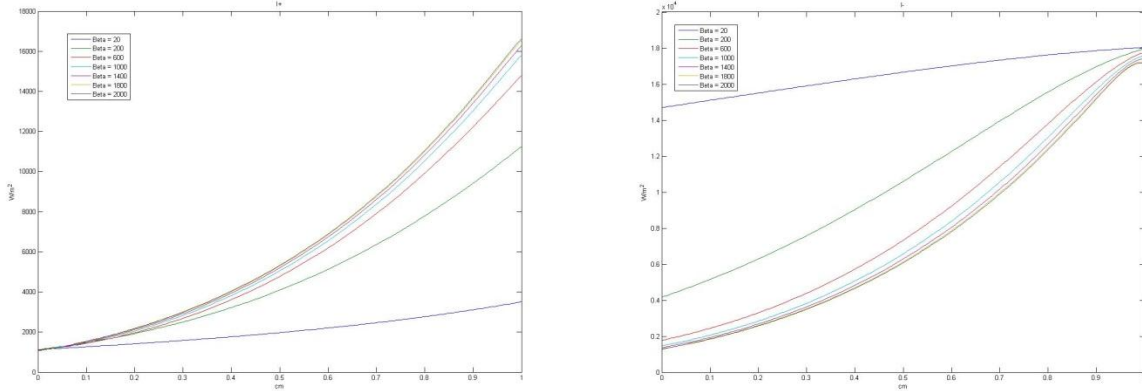 I+
18000
16000
14000
12000
10000
8000
6000
4000
2000
0
W/m²
Beta = 20
Beta = 200
Beta = 600
Beta = 1000
Beta = 1400
Beta = 1800
Beta = 2000
0 0.1 0.2 0.3 0.4 0.5 0.6 0.7 0.8 0.9 1
cm
I-
x 10⁴
2
1.8
1.6
1.4
1.2
1
0.8
0.6
0.4
0.2
0
W/m²
Beta = 20
Beta = 200
Beta = 600
Beta = 1000
Beta = 1400
Beta = 1800
Beta = 2000
0 0.1 0.2 0.3 0.4 0.5 0.6 0.7 0.8 0.9
cm